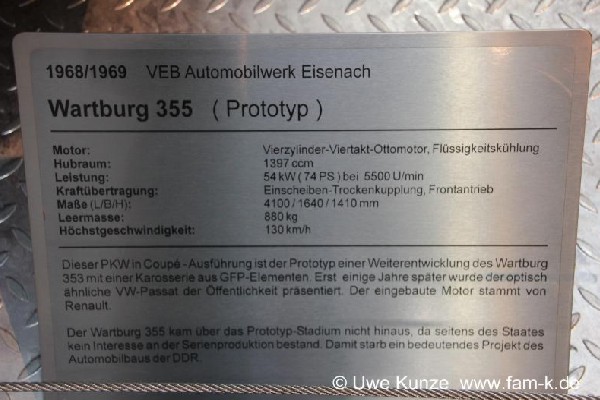 1968/1969 VEB Automobilwerk Eisenach
Wartburg 355 ( Prototyp )
Motor: Vierzylinder-Viertakt-Ottomotor, Flüssigkeitskühlung
Hubraum: 1397 ccm
Leistung: 54 kW ( 74 PS ) bei 5500 U/min
Kraftübertragung: Einscheiben-Trockenkupplung, Frontantrieb
Maße (L/B/H): 4100 / 1640 / 1410 mm
Leermasse: 880 kg
Höchstgeschwindigkeit: 130 km/h
Dieser PKW in Coupé -Ausführung ist der Prototyp einer Weiterentwicklung des Wartburg
353 mit einer Karosserie aus GFP-Elementen. Erst einige Jahre später wurde der optisch
ähnliche VW-Passat der Öffentlichkeit präsentiert. Der eingebaute Motor stammt von
Renault.
Der Wartburg 355 kam über das Prototyp-Stadium nicht hinaus, da seitens des Staates
kein Interesse an der Serienproduktion bestand. Damit starb ein bedeutendes Projekt des
Automobilbaus der DDR.
© Uwe Kunze www.fam-k.de